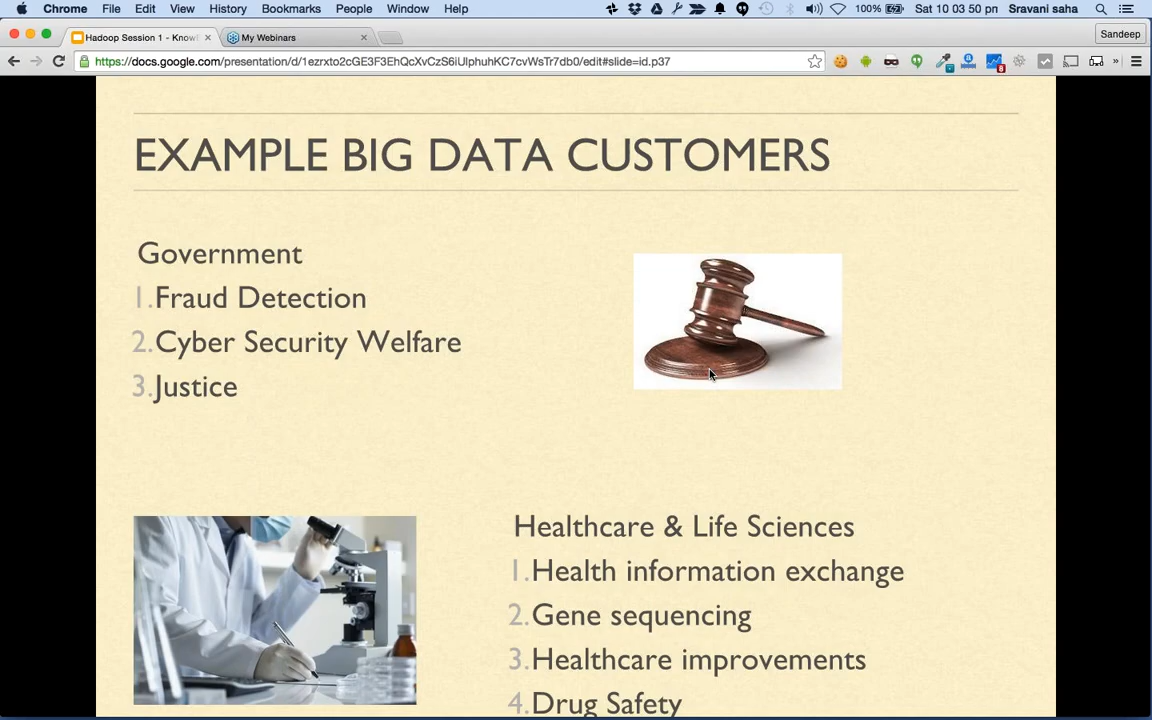 Chrome File Edit View History Bookmarks People Window Help 100% Sat 10 03 50 pm Sravani saha
Hadoop Session 1 - Know My Webinars Sandeep
https://docs.google.com/presentation/d/1ezrxto2cGE3F3EhQcXvCzS6iUlphuhKC7cvWsTr7db0/edit#slide=id.p37
EXAMPLE BIG DATA CUSTOMERS
Government
1.Fraud Detection
2.Cyber Security Welfare
3.Justice
Healthcare & Life Sciences
1.Health information exchange
2.Gene sequencing
3.Healthcare improvements
4.Drug Safety